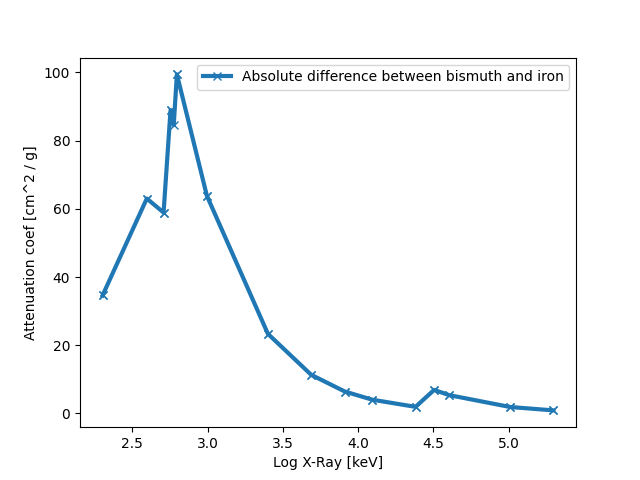 Absolute difference between bismuth and iron
Attenuation coef [cm^2 / g]
100
80
60
40
20
0
2.5 3.0 3.5 4.0 4.5 5.0
Log X-Ray [keV]